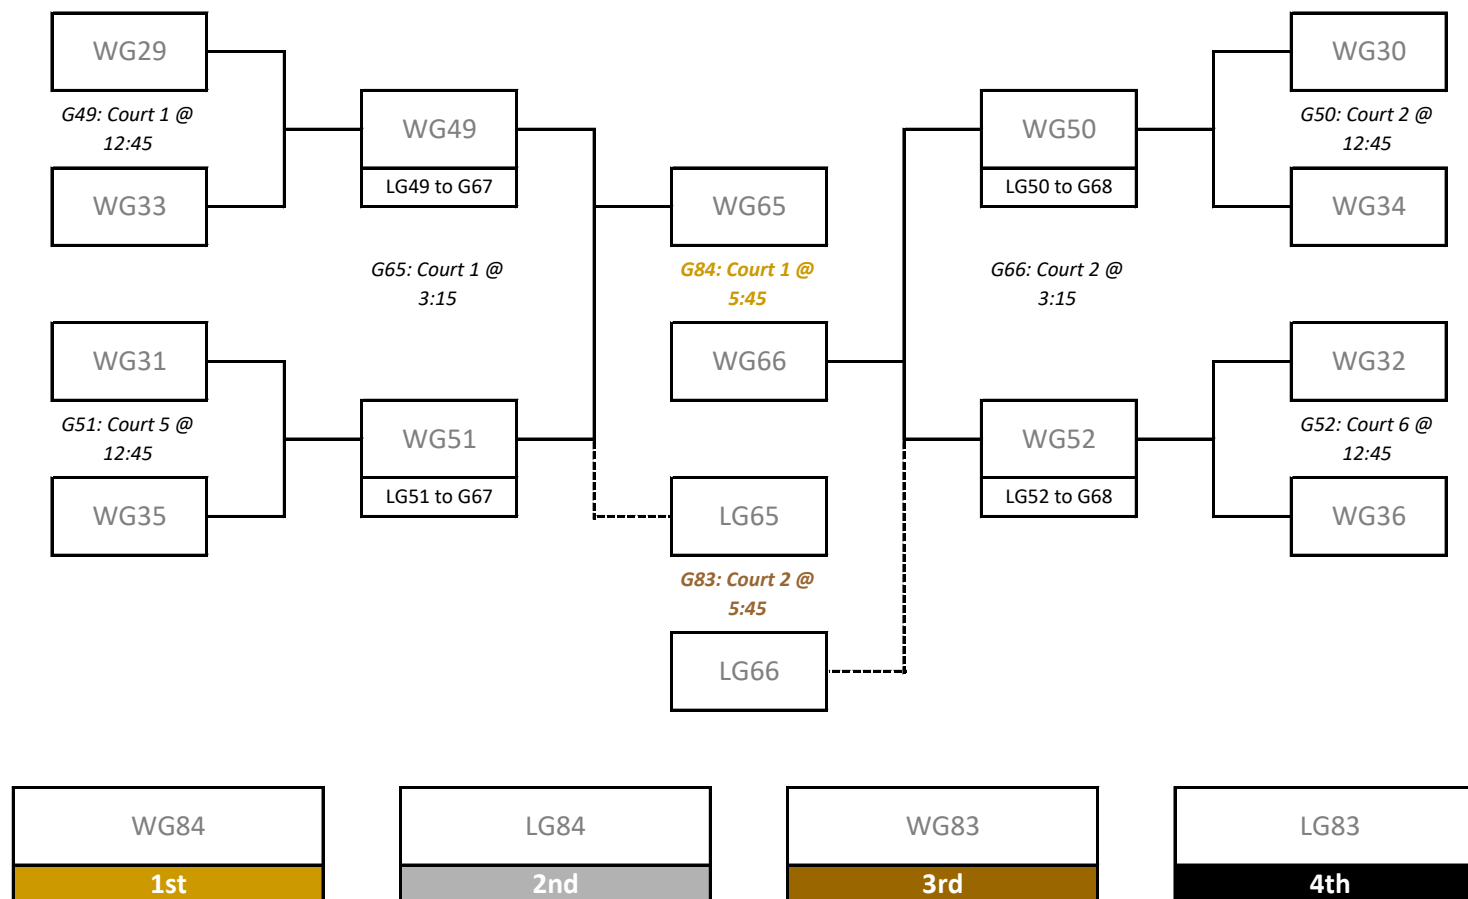 WG29
G49: Court 1 @
12:45
WG33
WG49
LG49 to G67
G65: Court 1 @
3:15
WG31
G51: Court 5 @
12:45
WG35
WG51
LG51 to G67
WG65
G84: Court 1 @
5:45
WG66
LG65
G83: Court 2 @
5:45
LG66
WG50
LG50 to G68
G66: Court 2 @
3:15
WG52
LG52 to G68
WG30
G50: Court 2 @
12:45
WG34
WG32
G52: Court 6 @
12:45
WG36
WG84
1st
LG84
2nd
WG83
3rd
LG83
4th